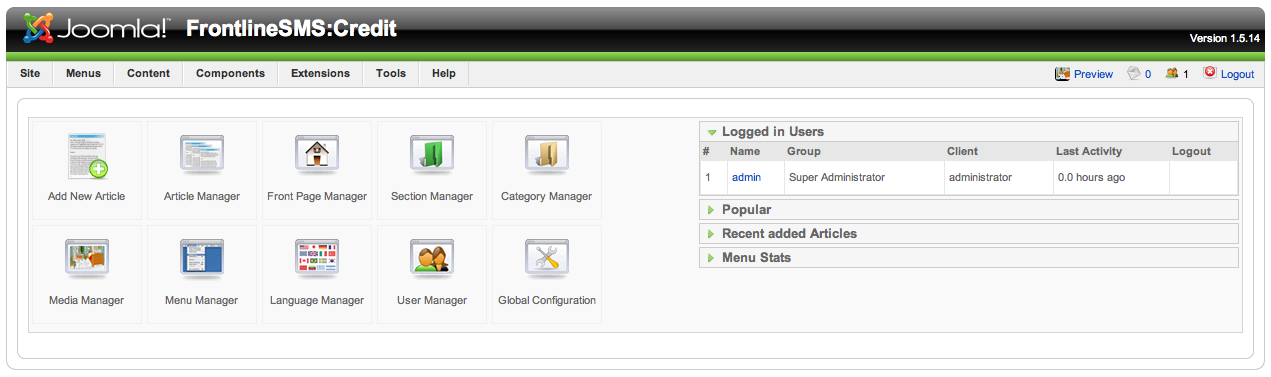 Joomla!™ FrontlineSMS:Credit
Version 1.5.14
Site Menus Content Components Extensions Tools Help Preview 0 1 Logout
Add New Article Article Manager Front Page Manager Section Manager Category Manager
Media Manager Menu Manager Language Manager User Manager Global Configuration
Logged in Users
# Name Group Client Last Activity Logout
1 admin Super Administrator administrator 0.0 hours ago
Popular
Recent added Articles
Menu Stats